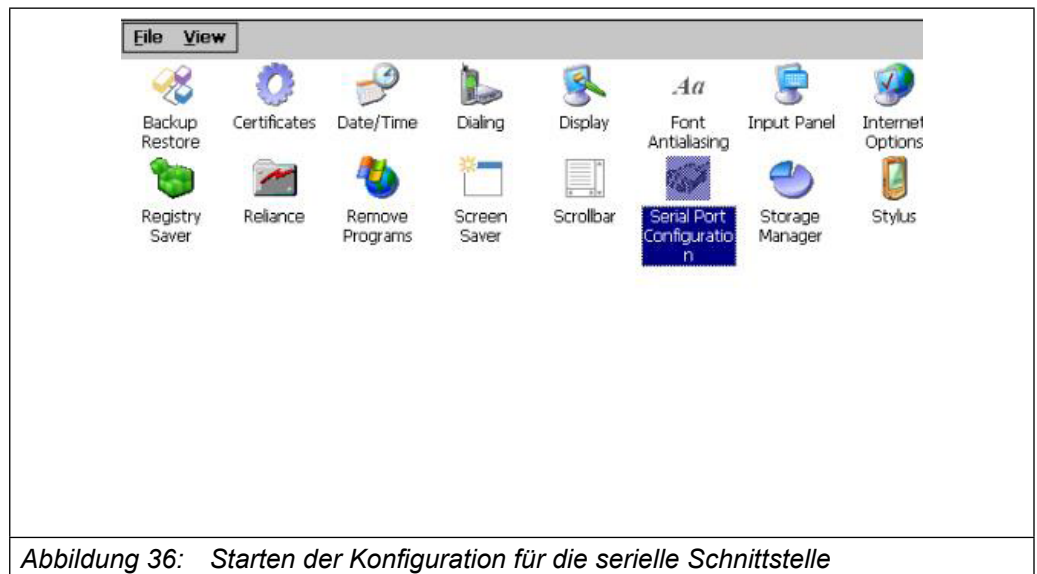 File View
Backup Restore
Certificates
Date/Time
Dialing
Display
Aa
Font Antialiasing
Input Panel
Internet Options
Registry Saver
Reliance
Remove Programs
Screen Saver
Scrollbar
Serial Port Configuratio n
Storage Manager
Stylus
Abbildung 36: Starten der Konfiguration für die serielle Schnittstelle